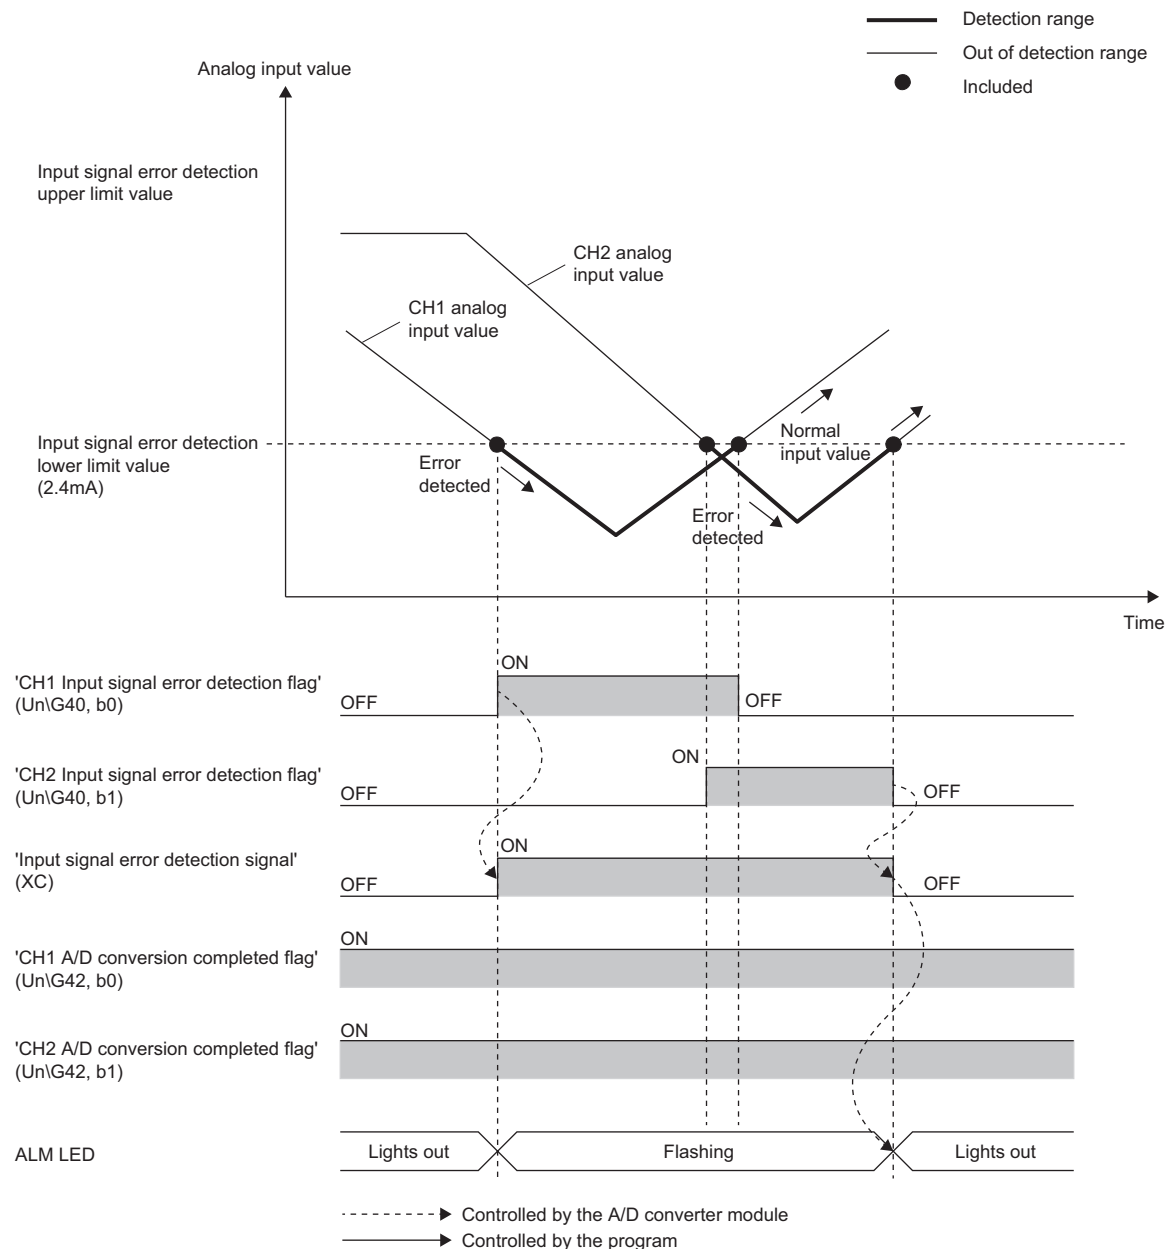 Detection range
Out of detection range
Included
Analog input value
Input signal error detection
upper limit value
CH2 analog
input value
CH1 analog
input value
Input signal error detection
lower limit value
(2.4mA)
Error
detected
Normal
input value
Error
detected
Time
'CH1 Input signal error detection flag'
(Un\G40, b0)
OFF
ON
OFF
'CH2 Input signal error detection flag'
(Un\G40, b1)
OFF
ON
OFF
'Input signal error detection signal'
(XC)
OFF
ON
OFF
'CH1 A/D conversion completed flag'
(Un\G42, b0)
ON
'CH2 A/D conversion completed flag'
(Un\G42, b1)
ON
ALM LED
Lights out
Flashing
Lights out
Controlled by the A/D converter module
Controlled by the program